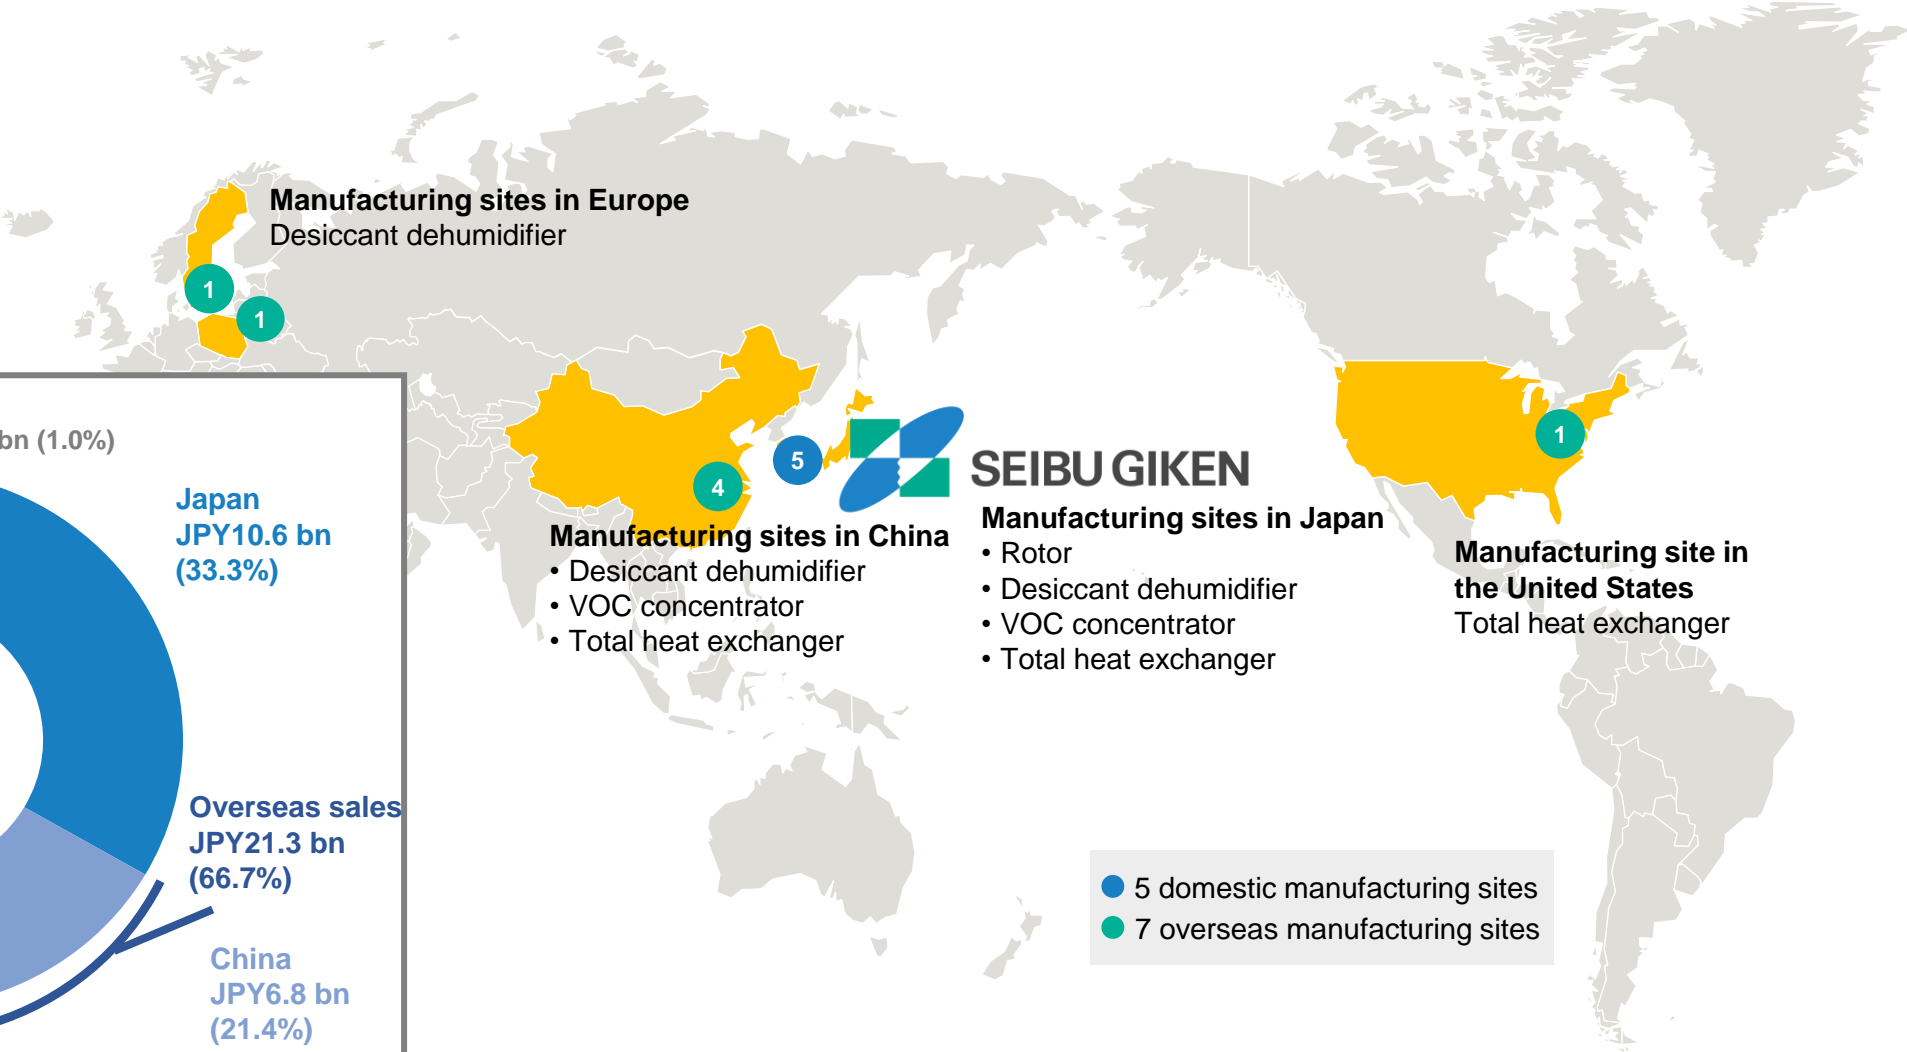 Manufacturing sites in Europe
Desiccant dehumidifier
1
1
bn (1.0%)
Japan
JPY10.6 bn
(33.3%)
Overseas sales
JPY21.3 bn
(66.7%)
China
JPY6.8 bn
(21.4%)
4
5
SEIBU GIKEN
Manufacturing sites in China
• Desiccant dehumidifier
• VOC concentrator
• Total heat exchanger
Manufacturing sites in Japan
• Rotor
• Desiccant dehumidifier
• VOC concentrator
• Total heat exchanger
1
Manufacturing site in
the United States
Total heat exchanger
5 domestic manufacturing sites
7 overseas manufacturing sites